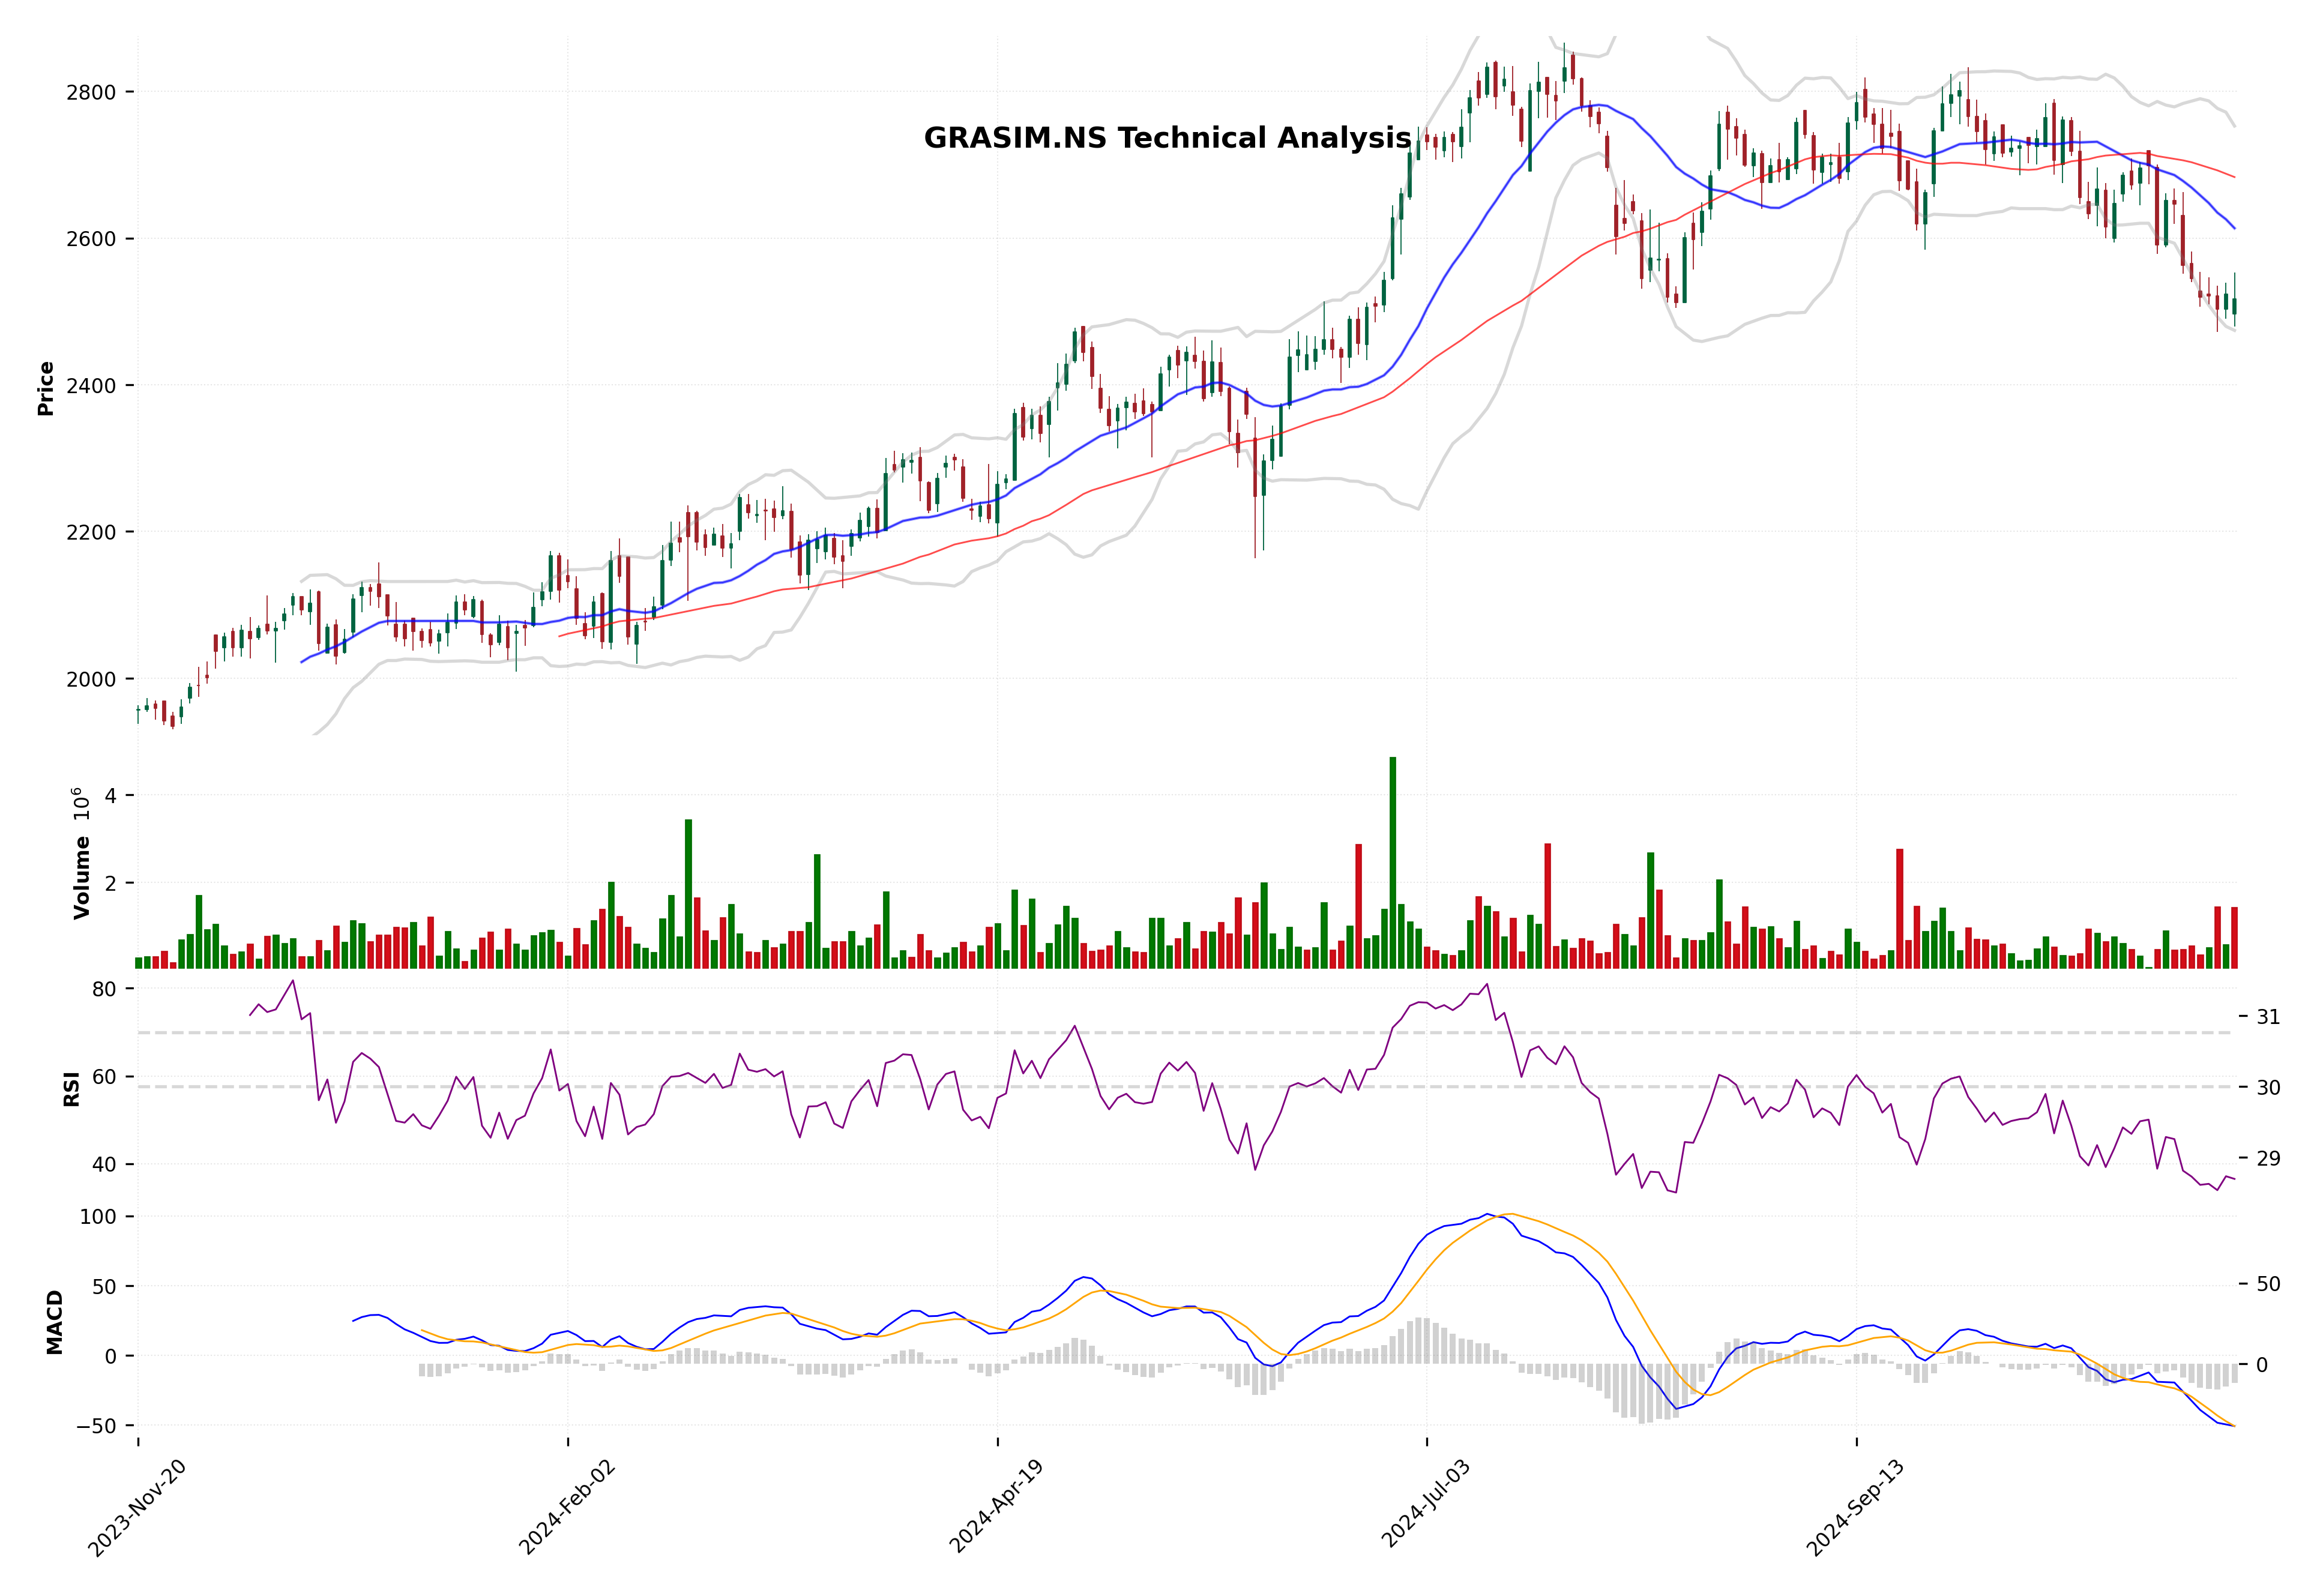 GRASIM.NS Technical Analysis
Price
2800
2600
2400
2200
2000
Volume 10⁶
4
2
RSI
80
60
40
31
30
29
MACD
100
50
0
−50
50
0
2023-Nov-20
2024-Feb-02
2024-Apr-19
2024-Jul-03
2024-Sep-13